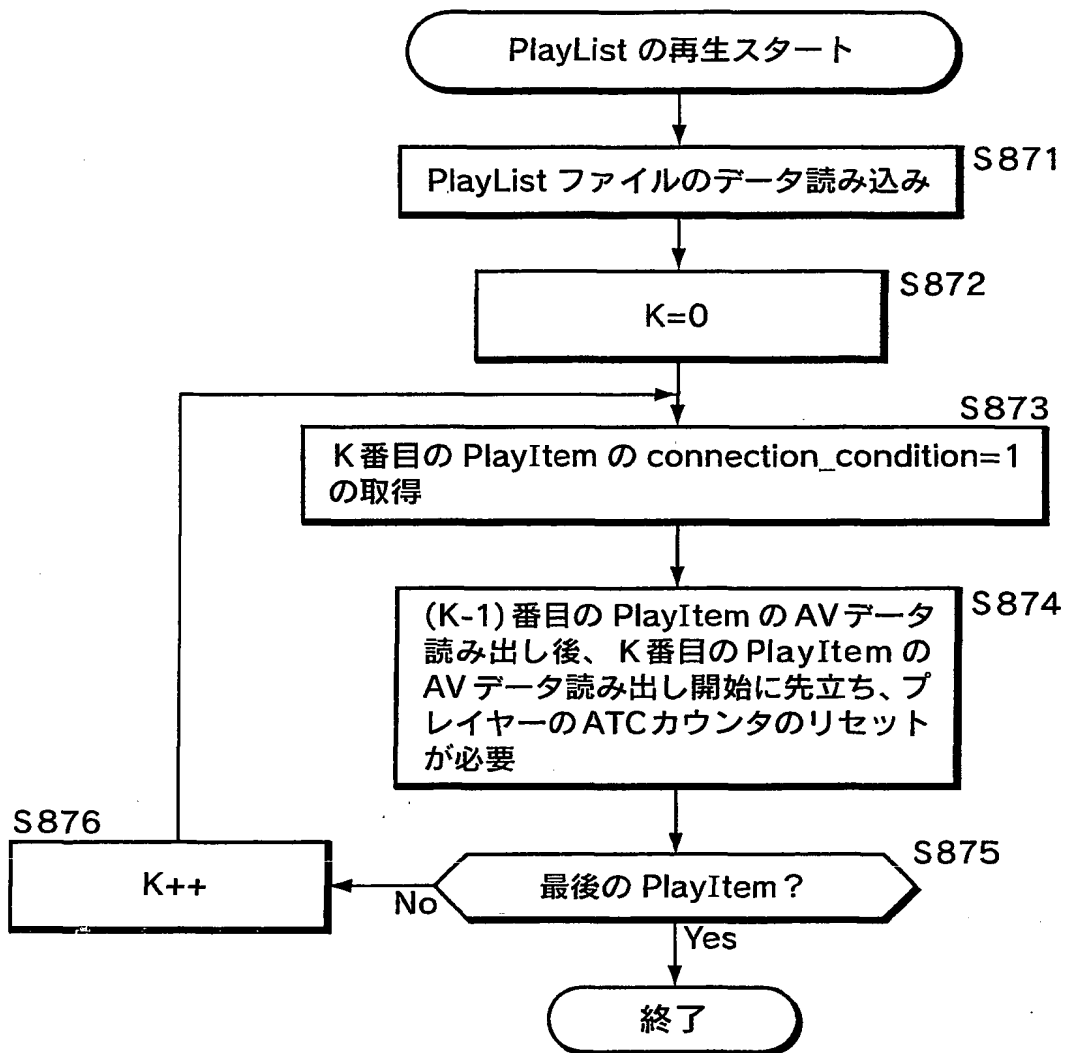 PlayList の再生スタート
S871
PlayList ファイルのデータ読み込み
S872
K=0
S873
K番目の PlayItem の connection_condition=1
の取得
S874
(K-1)番目の PlayItem の AVデータ
読み出し後、K番目の PlayItem の
AVデータ読み出し開始に先立ち、プ
レイヤーのATCカウンタのリセット
が必要
S875
最後の PlayItem？
No
S876
K++
Yes
終了